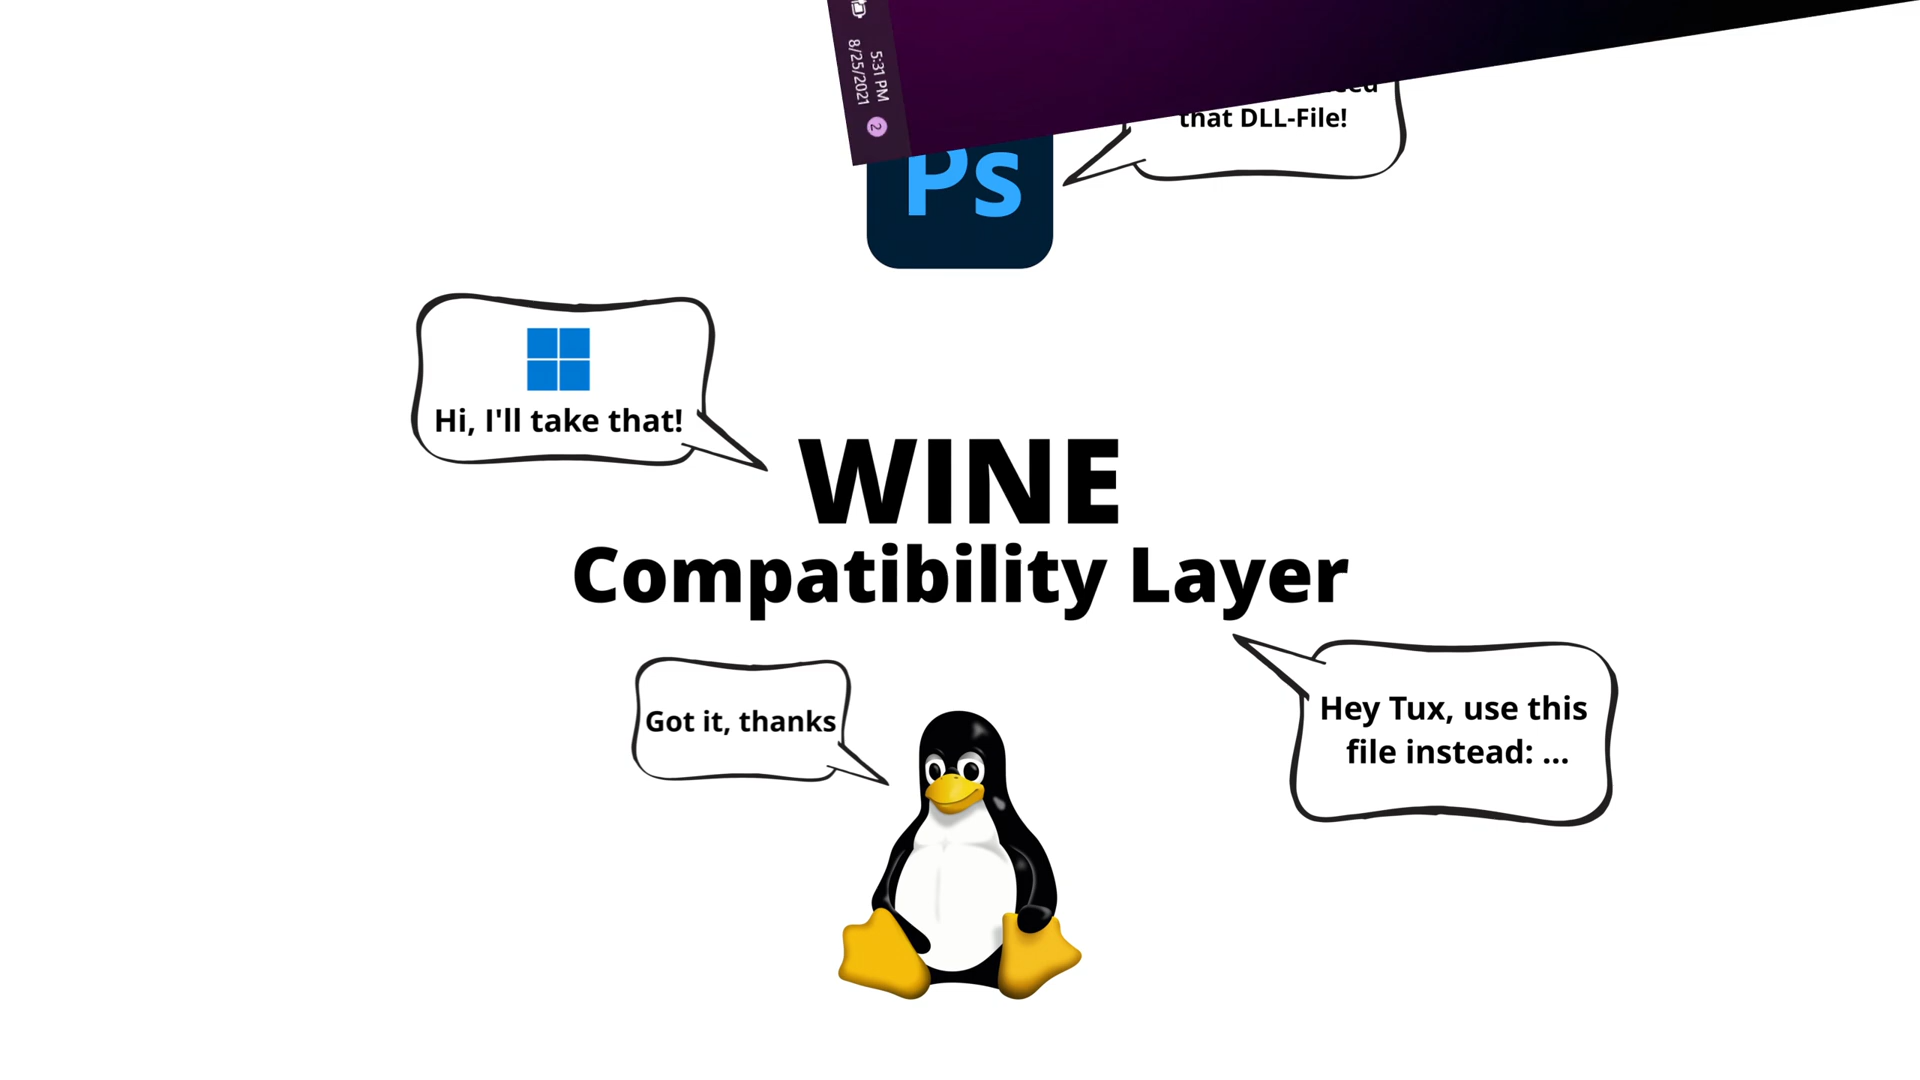 5:31 PM
8/25/2021
2
that DLL-File!
Ps
Hi, I'll take that!
WINE
Compatibility Layer
Got it, thanks
Hey Tux, use this
file instead: ...